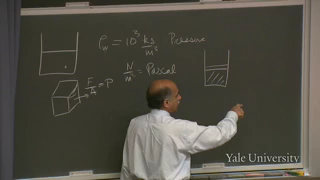 ρw = 10³ kg/m³ Pressure
N/m² = Pascal
F/A = P
Yale University